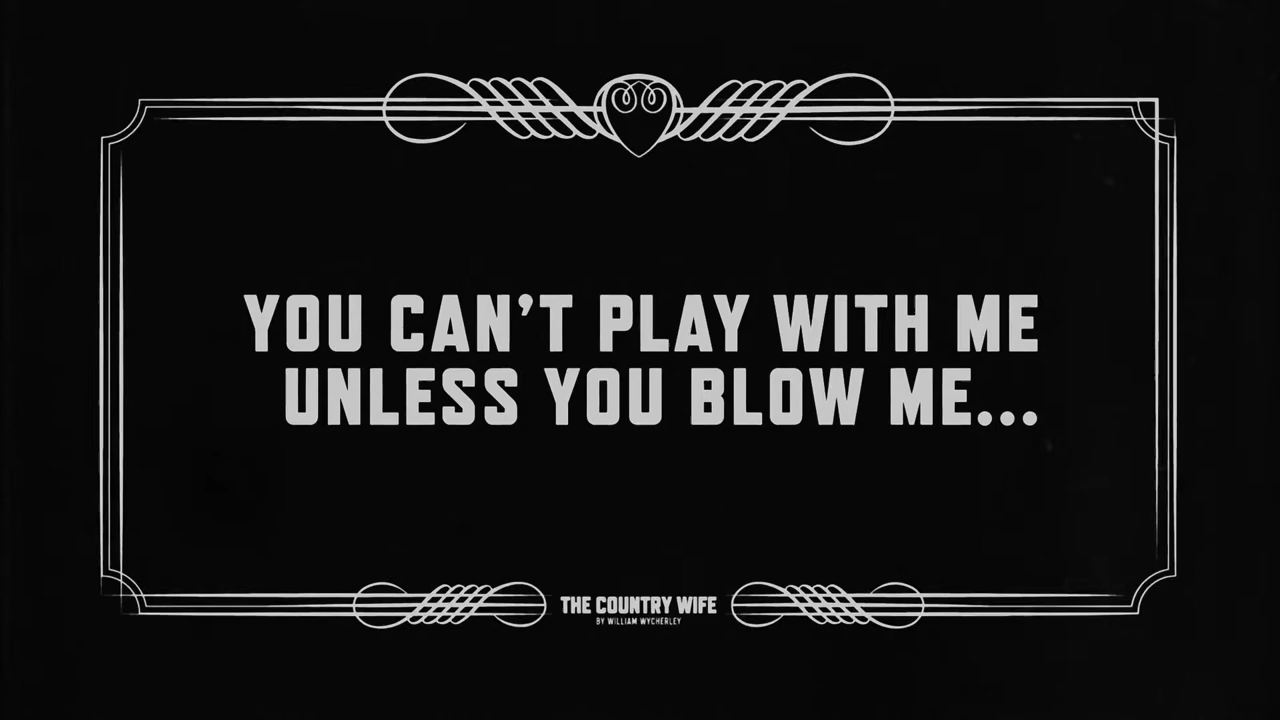 YOU CAN'T PLAY WITH ME
UNLESS YOU BLOW ME...
THE COUNTRY WIFE
BY WILLIAM WYCHERLEY